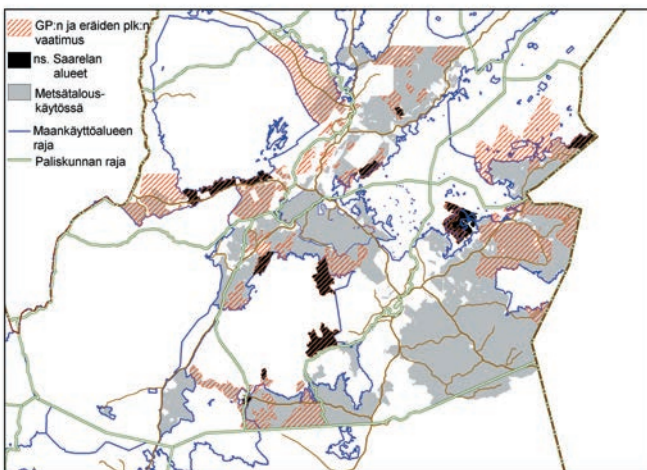 GP:n ja eräiden plk:n
vaatimus
ns. Saarelan
alueet
Metsätalous-
käytössä
Maankäyttöalueen
raja
Paliskunnan raja